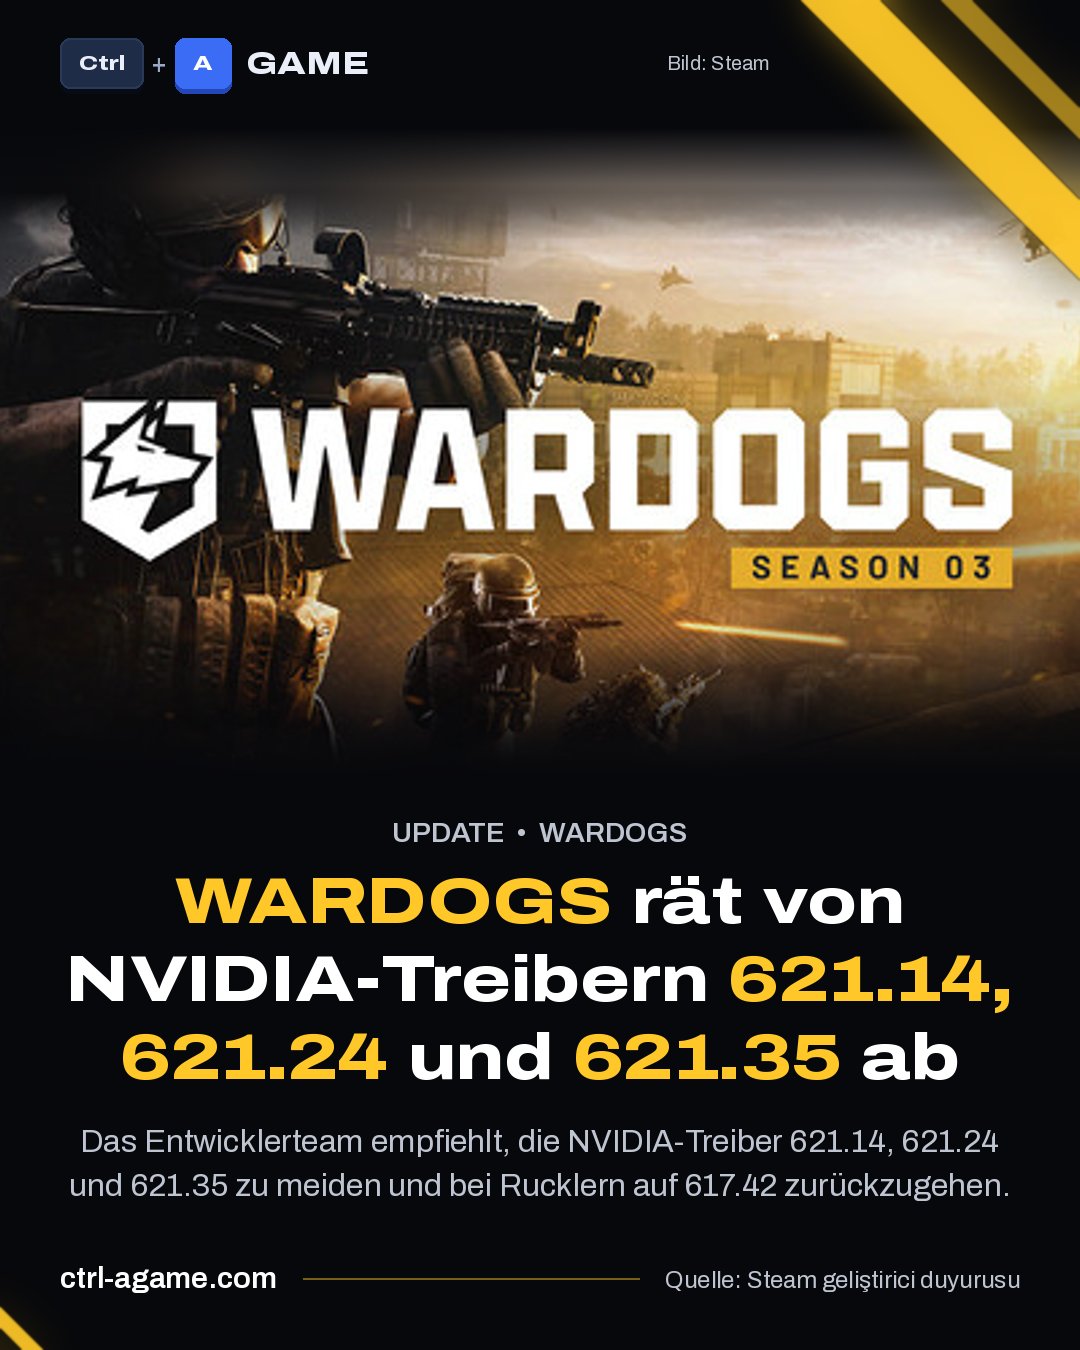 Ctrl + A GAME
Bild: Steam
WARDOGS
SEASON 03
UPDATE • WARDOGS
WARDOGS rät von
NVIDIA-Treibern 621.14,
621.24 und 621.35 ab
Das Entwicklerteam empfiehlt, die NVIDIA-Treiber 621.14, 621.24
und 621.35 zu meiden und bei Rucklern auf 617.42 zurückzugehen.
ctrl-agame.com
Quelle: Steam geliştirici duyurusu